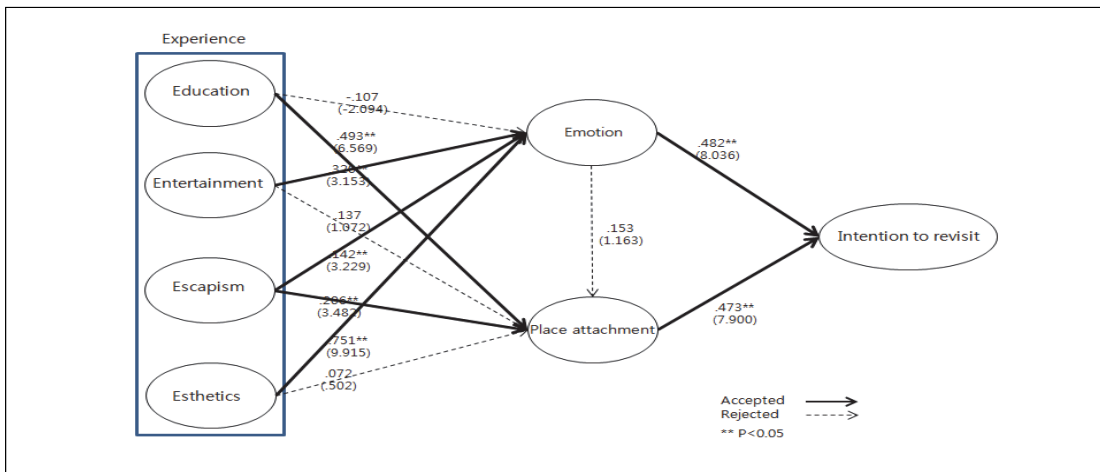 Experience
Education
-.107
(-2.094)
.493**
(6.569)
Emotion
.482**
(8.036)
Entertainment
(3.153)
.137
(1.072)
.153
(1.163)
Intention to revisit
Escapism
.142**
(3.229)
(3.482)
Place attachment
.473**
(7.900)
.751**
(9.915)
.072
(.502)
Esthetics
Accepted
Rejected
** P<0.05